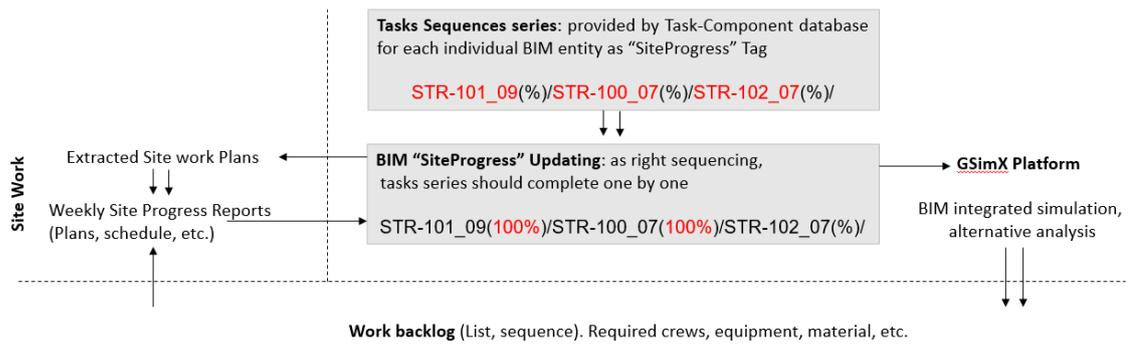 Tasks Sequences series: provided by Task-Component database
for each individual BIM entity as “SiteProgress” Tag
STR-101_09(%)/STR-100_07(%)/STR-102_07(%)/
Site Work
Extracted Site work Plans
Weekly Site Progress Reports
(Plans, schedule, etc.)
BIM “SiteProgress” Updating: as right sequencing,
tasks series should complete one by one
STR-101_09(100%)/STR-100_07(100%)/STR-102_07(%)/
GSimX Platform
BIM integrated simulation,
alternative analysis
Work backlog (List, sequence). Required crews, equipment, material, etc.